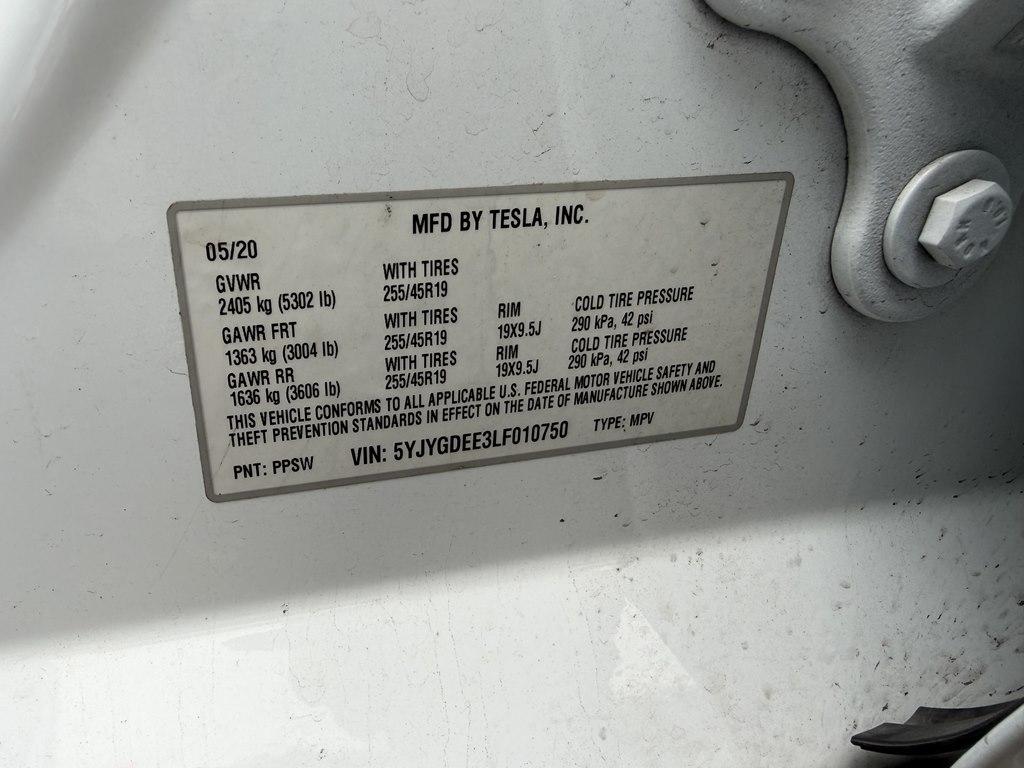 MFD BY TESLA, INC.
05/20
GVWR WITH TIRES
2405 kg (5302 lb) 255/45R19
GAWR FRT WITH TIRES RIM COLD TIRE PRESSURE
1363 kg (3004 lb) 255/45R19 19X9.5J 290 kPa, 42 psi
GAWR RR WITH TIRES RIM COLD TIRE PRESSURE
1636 kg (3606 lb) 255/45R19 19X9.5J 290 kPa, 42 psi
THIS VEHICLE CONFORMS TO ALL APPLICABLE U.S. FEDERAL MOTOR VEHICLE SAFETY AND
THEFT PREVENTION STANDARDS IN EFFECT ON THE DATE OF MANUFACTURE SHOWN ABOVE.
PNT: PPSW VIN: 5YJYGDEE3LF010750 TYPE: MPV